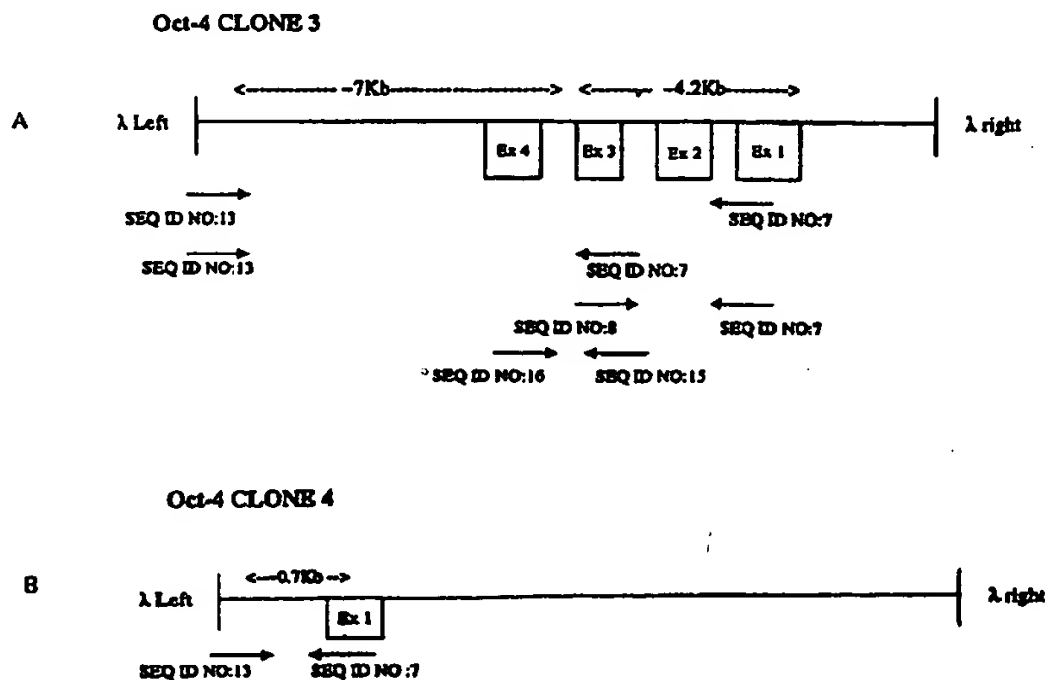 Oct-4 CLONE 3
<--------- ~7Kb---------> <------ ~4.2Kb------>
A λ Left λ right
Ex 4 Ex 3 Ex 2 Ex 1
SEQ ID NO:13 SEQ ID NO:7
SEQ ID NO:13 SEQ ID NO:7
SEQ ID NO:8 SEQ ID NO:7
SEQ ID NO:16 SEQ ID NO:15
Oct-4 CLONE 4
<----0.7Kb--->
B λ Left λ right
Ex 1
SEQ ID NO:13 SEQ ID NO:7